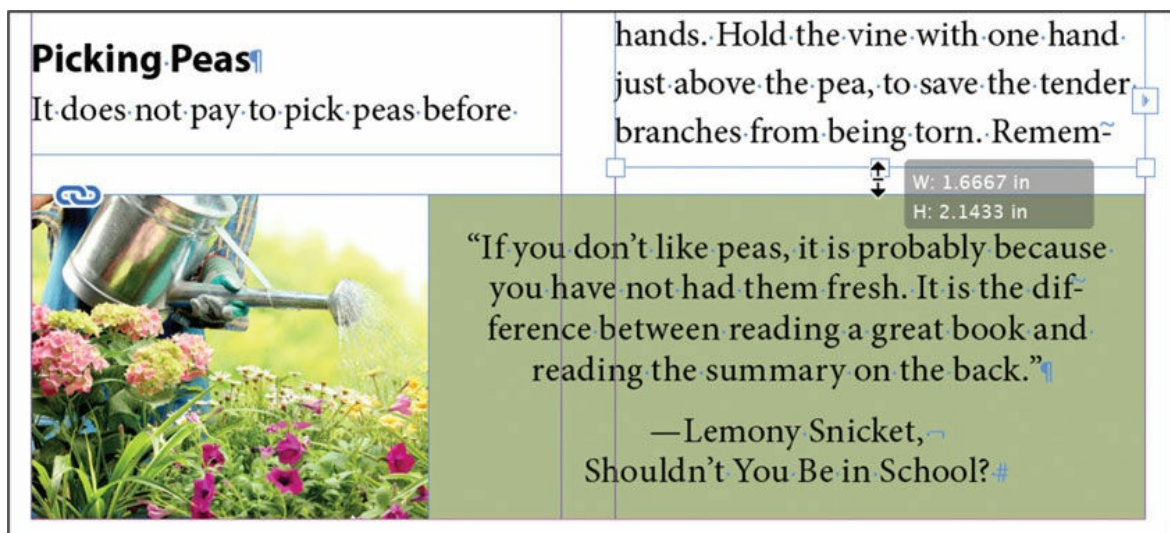 Picking Peas¶
It does not pay to pick peas before
hands. Hold the vine with one hand
just above the pea, to save the tender
branches from being torn. Remem-
W: 1.6667 in
H: 2.1433 in
“If you don’t like peas, it is probably because
you have not had them fresh. It is the dif-
ference between reading a great book and
reading the summary on the back.”¶
—Lemony Snicket,¬
Shouldn’t You Be in School?#